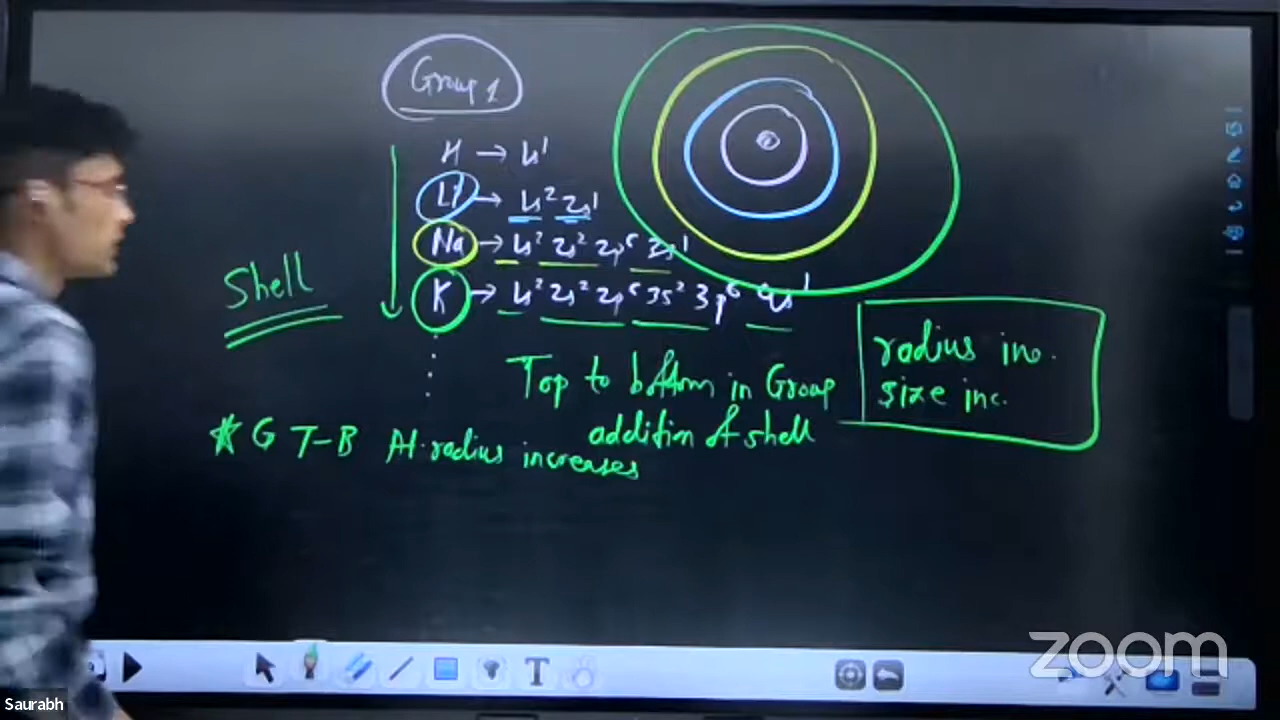 Group 1
H → 1s¹
Li → 1s² 2s¹
Na → 1s² 2s² 2p⁶ 3s¹
K → 1s² 2s² 2p⁶ 3s² 3p⁶ 4s¹
Shell
Top to bottom in Group
addition of shell
radius inc.
size inc.
G T-B At. radius increases
T
zoom
Saurabh